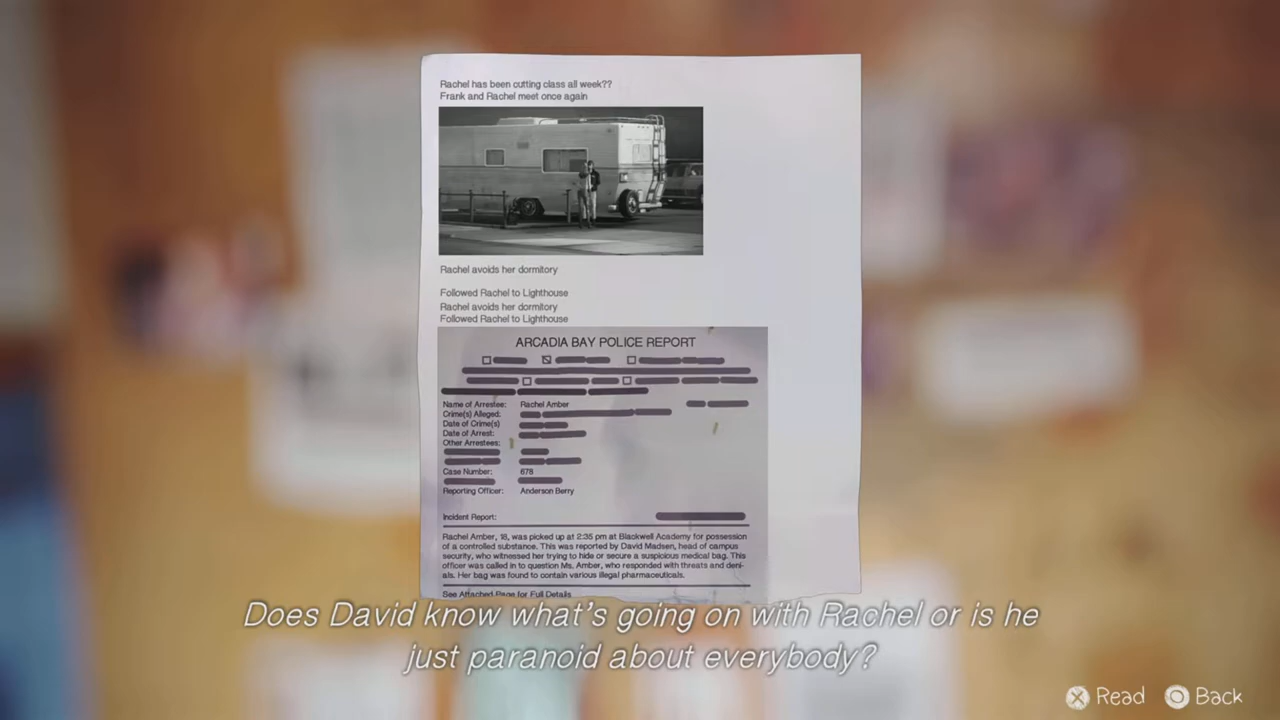 Rachel has been cutting class all week??
Frank and Rachel meet once again
Rachel avoids her dormitory
Followed Rachel to Lighthouse
Rachel avoids her dormitory
Followed Rachel to Lighthouse
ARCADIA BAY POLICE REPORT
Name of Arrestee: Rachel Amber
Crime(s) Alleged:
Date of Crime(s)
Date of Arrest:
Other Arrestees:
Case Number: 678
Reporting Officer: Anderson Berry
Incident Report:
Rachel Amber, 18, was picked up at 2:35 pm at Blackwell Academy for possession
of a controlled substance. This was reported by David Madsen, head of campus
security, who witnessed her trying to hide or secure a suspicious medical bag. This
officer was called in to question Ms. Amber, who responded with threats and deni-
als. Her bag was found to contain various illegal pharmaceuticals.
See Attached Page for Full Details
Does David know what's going on with Rachel or is he
just paranoid about everybody?
Read Back